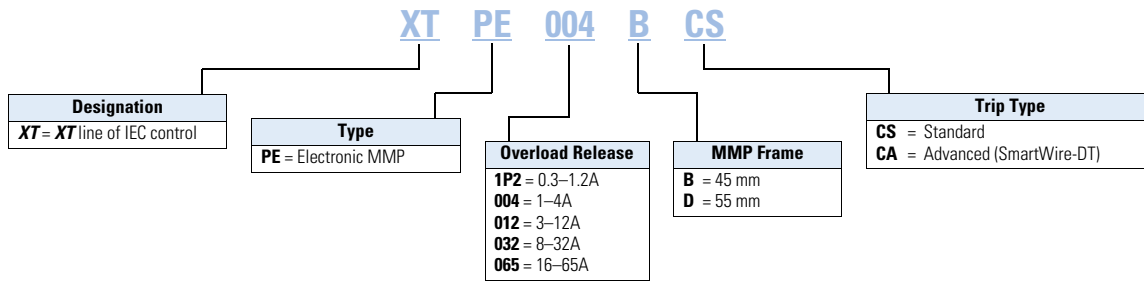 XT PE 004 B CS
Designation
XT = XT line of IEC control
Type
PE = Electronic MMP
Overload Release
1P2 = 0.3–1.2A
004 = 1–4A
012 = 3–12A
032 = 8–32A
065 = 16–65A
MMP Frame
B = 45 mm
D = 55 mm
Trip Type
CS = Standard
CA = Advanced (SmartWire-DT)